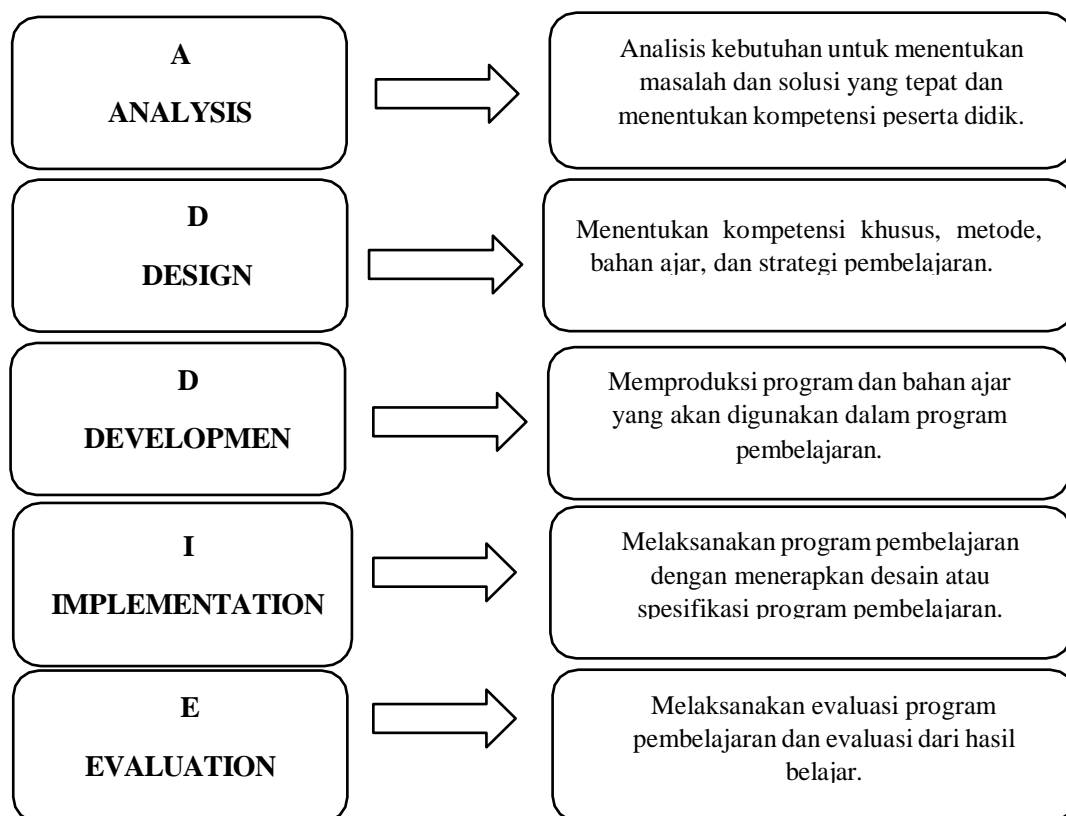 A
ANALYSIS
Analisis kebutuhan untuk menentukan
masalah dan solusi yang tepat dan
menentukan kompetensi peserta didik.
D
DESIGN
Menentukan kompetensi khusus, metode,
bahan ajar, dan strategi pembelajaran.
D
DEVELOPMEN
Memproduksi program dan bahan ajar
yang akan digunakan dalam program
pembelajaran.
I
IMPLEMENTATION
Melaksanakan program pembelajaran
dengan menerapkan desain atau
spesifikasi program pembelajaran.
E
EVALUATION
Melaksanakan evaluasi program
pembelajaran dan evaluasi dari hasil
belajar.